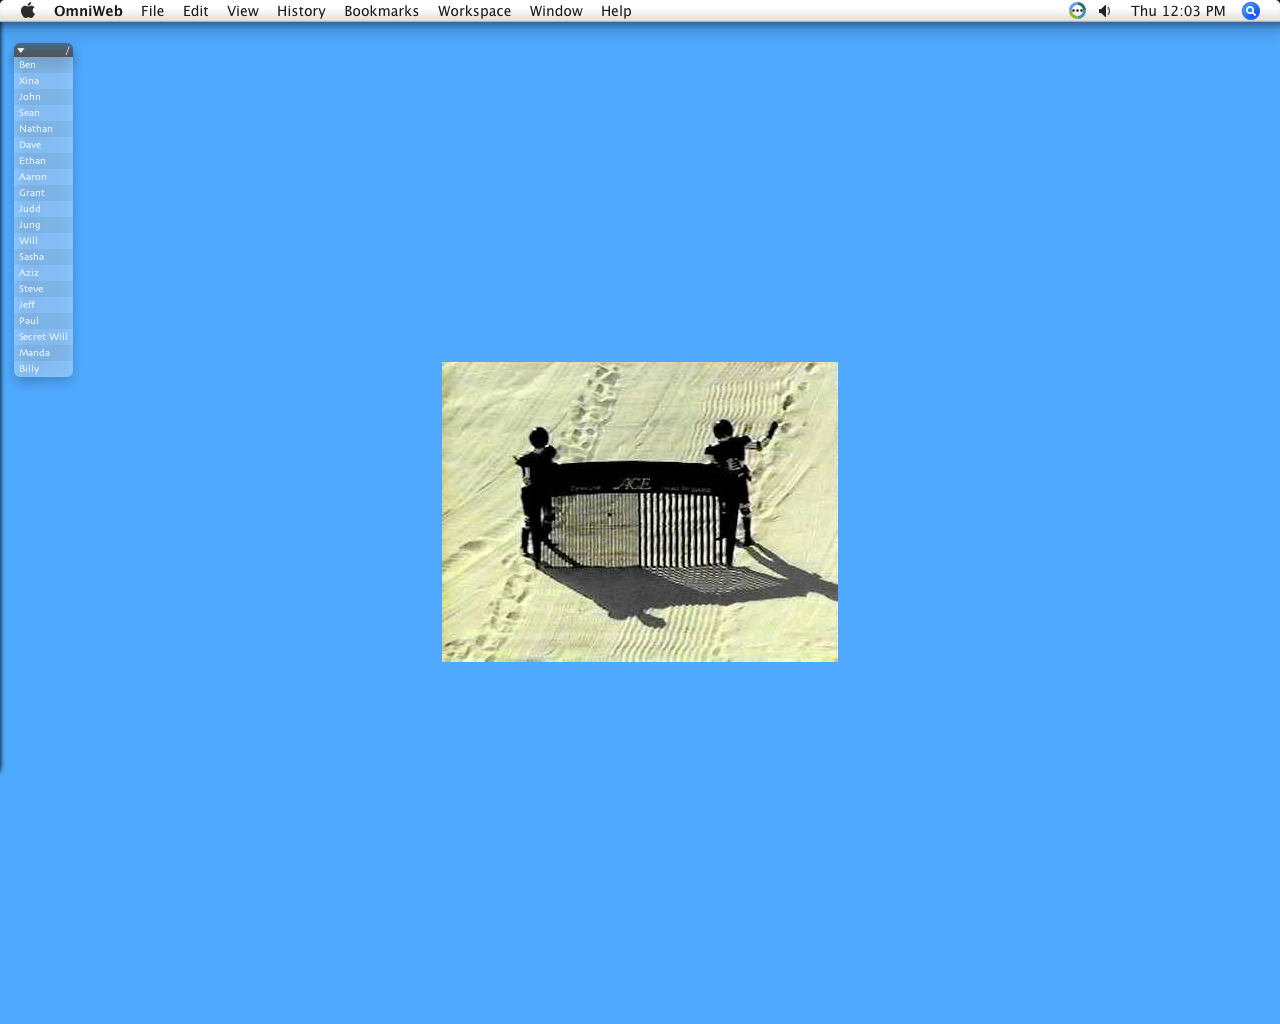 OmniWeb File Edit View History Bookmarks Workspace Window Help Thu 12:03 PM
/
Ben
Xina
John
Sean
Nathan
Dave
Ethan
Aaron
Grant
Judd
Jung
Will
Sasha
Aziz
Steve
Jeff
Paul
Secret Will
Manda
Billy
ACE